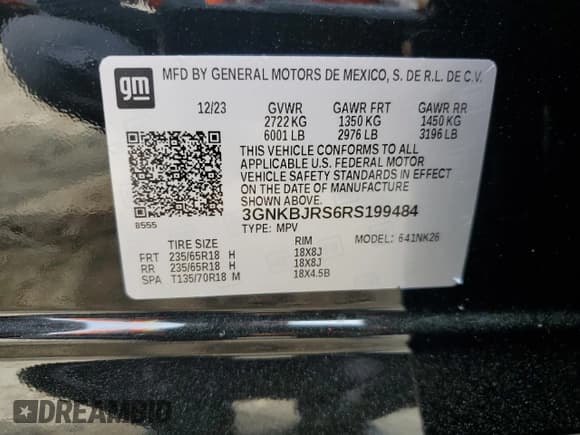 gm
MFD BY GENERAL MOTORS DE MEXICO, S. DE R.L. DE C.V.
12/23 GVWR GAWR FRT GAWR RR
2722 KG 1350 KG 1450 KG
6001 LB 2976 LB 3196 LB
THIS VEHICLE CONFORMS TO ALL
APPLICABLE U.S. FEDERAL MOTOR
VEHICLE SAFETY STANDARDS IN EFFECT
ON THE DATE OF MANUFACTURE
SHOWN ABOVE.
8555
3GNKBJRS6RS199484
TYPE: MPV MODEL: 641NK26
TIRE SIZE RIM
FRT 235/65R18 H 18X8J
RR 235/65R18 H 18X8J
SPA T135/70R18 M 18X4.5B
DREAMBID